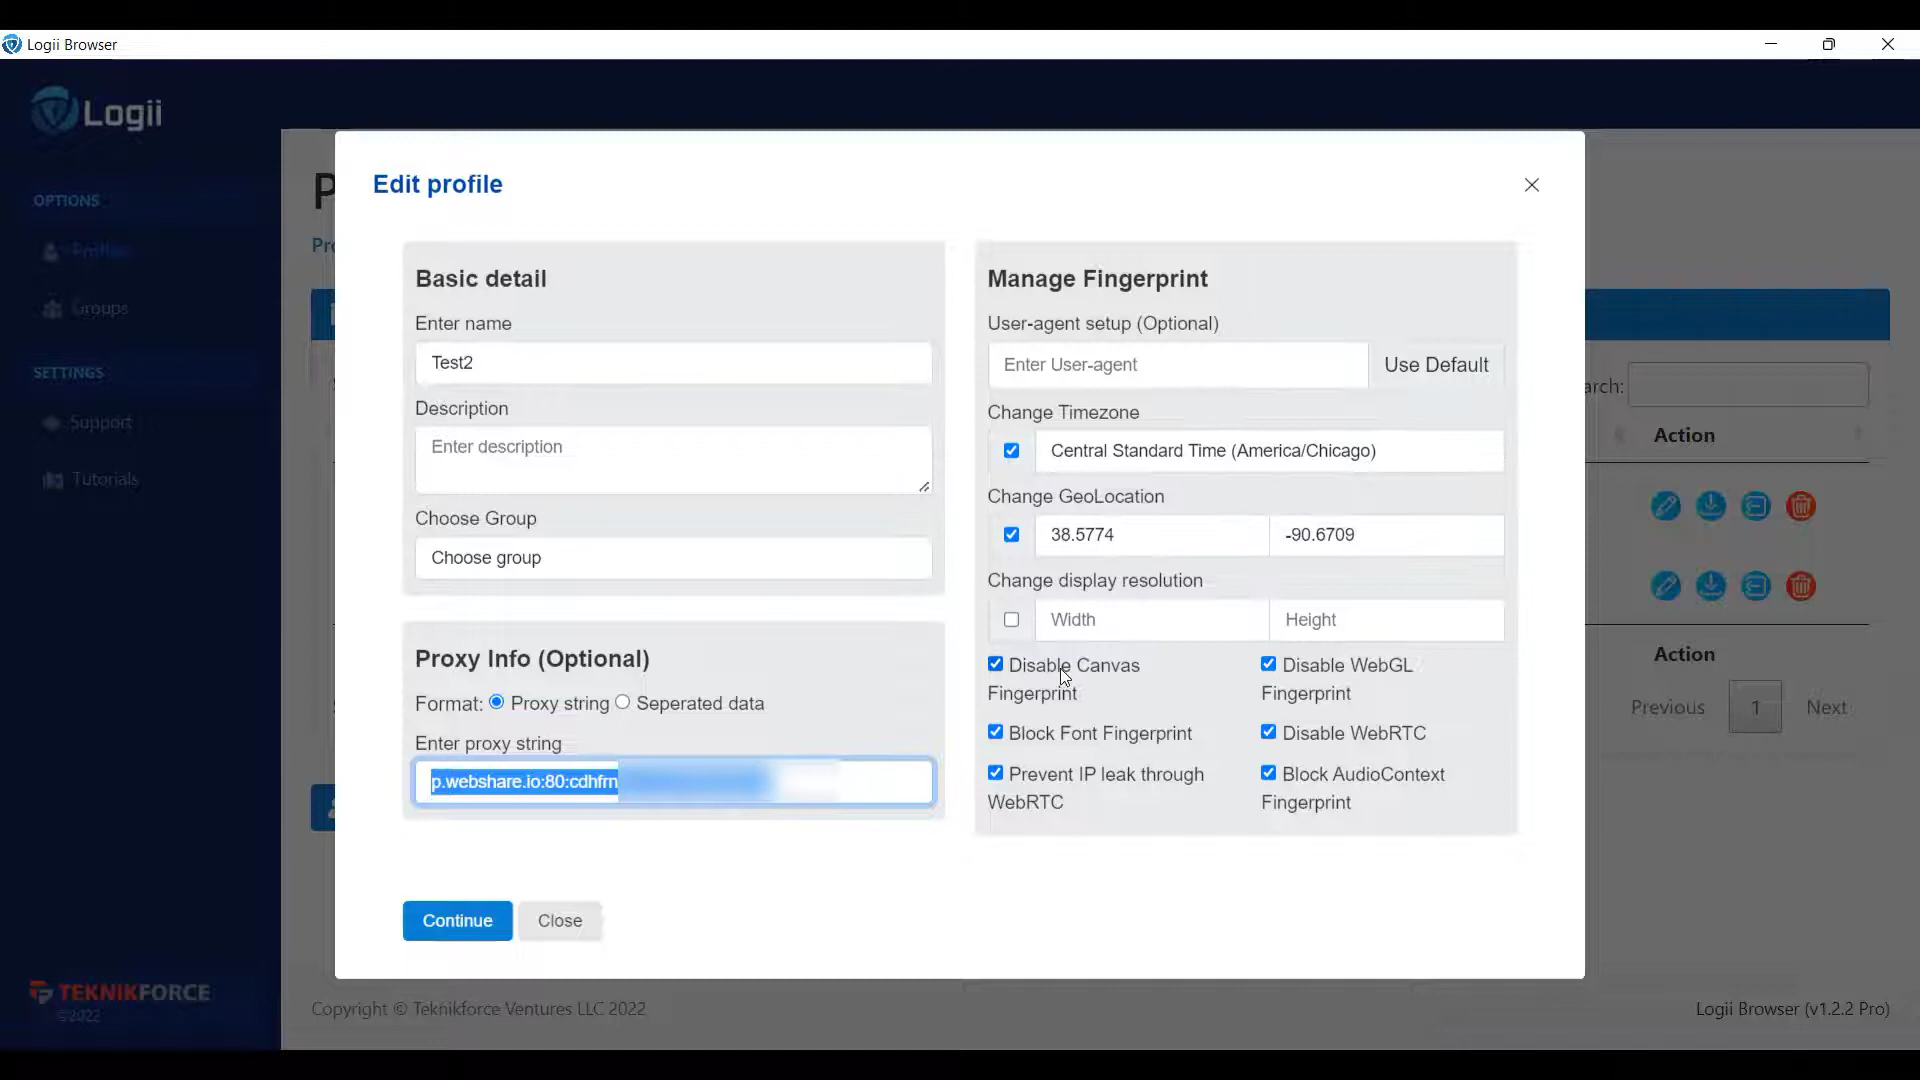 Logii Browser
Logii
OPTIONS
Profiles
Groups
SETTINGS
Support
Tutorials
TEKNIKFORCE
©2022
Edit profile
Basic detail
Enter name
Test2
Description
Enter description
Choose Group
Choose group
Proxy Info (Optional)
Format: Proxy string Seperated data
Enter proxy string
p.webshare.io:80:cdhfrn
Continue Close
Manage Fingerprint
User-agent setup (Optional)
Enter User-agent Use Default
Change Timezone
Central Standard Time (America/Chicago)
Change GeoLocation
38.5774 -90.6709
Change display resolution
Width Height
Disable Canvas Fingerprint
Disable WebGL Fingerprint
Block Font Fingerprint
Disable WebRTC
Prevent IP leak through WebRTC
Block AudioContext Fingerprint
Action
Action
Previous 1 Next
Copyright © Teknikforce Ventures LLC 2022
Logii Browser (v1.2.2 Pro)